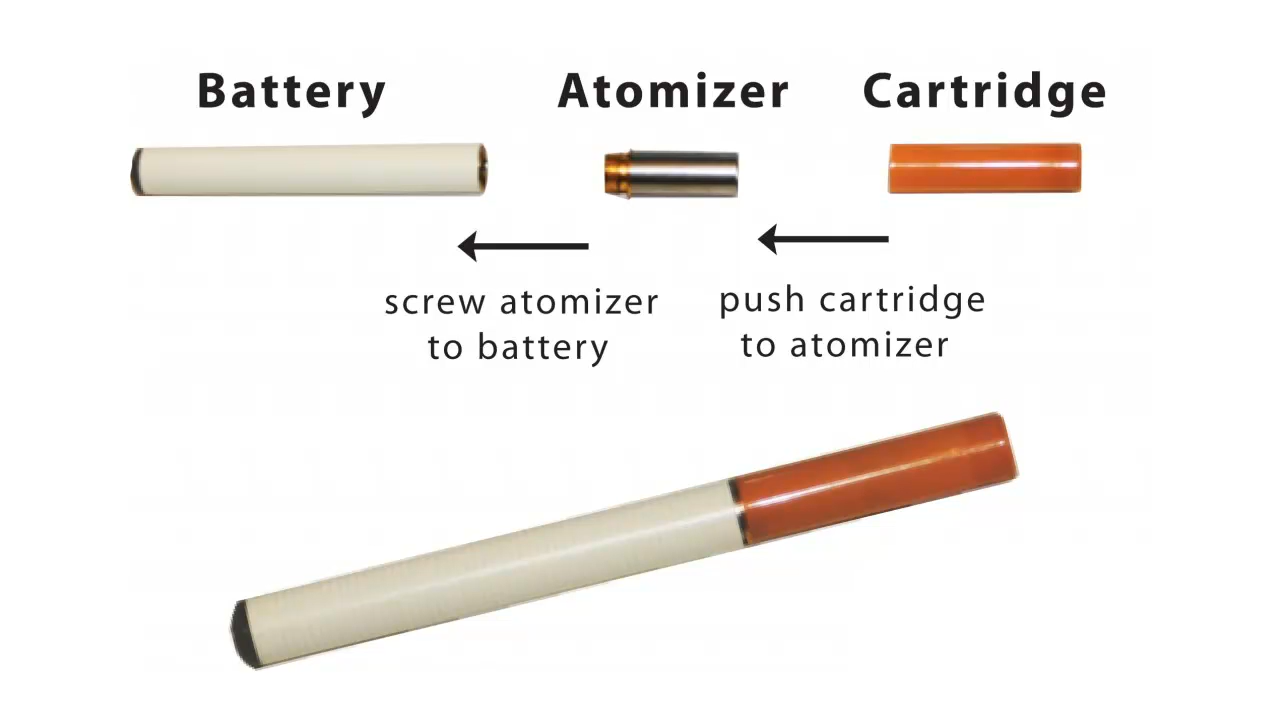 Battery
Atomizer
Cartridge
screw atomizer
to battery
push cartridge
to atomizer